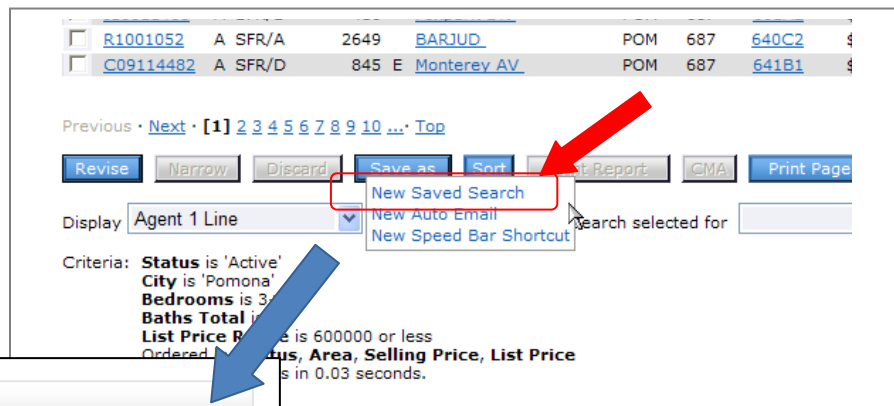 R1001052 A SFR/A 2649 BARJUD POM 687 640C2
C09114482 A SFR/D 845 E Monterey AV POM 687 641B1
Previous · Next · [1] 2 3 4 5 6 7 8 9 10 ...· Top
Revise Narrow Discard Save as Sort Report CMA Print Page
New Saved Search
New Auto Email
New Speed Bar Shortcut
Display Agent 1 Line earch selected for
Criteria: Status is 'Active'
City is 'Pomona'
Bedrooms is 3
Baths Total
List Price is 600000 or less
Ordered tus, Area, Selling Price, List Price
s in 0.03 seconds.